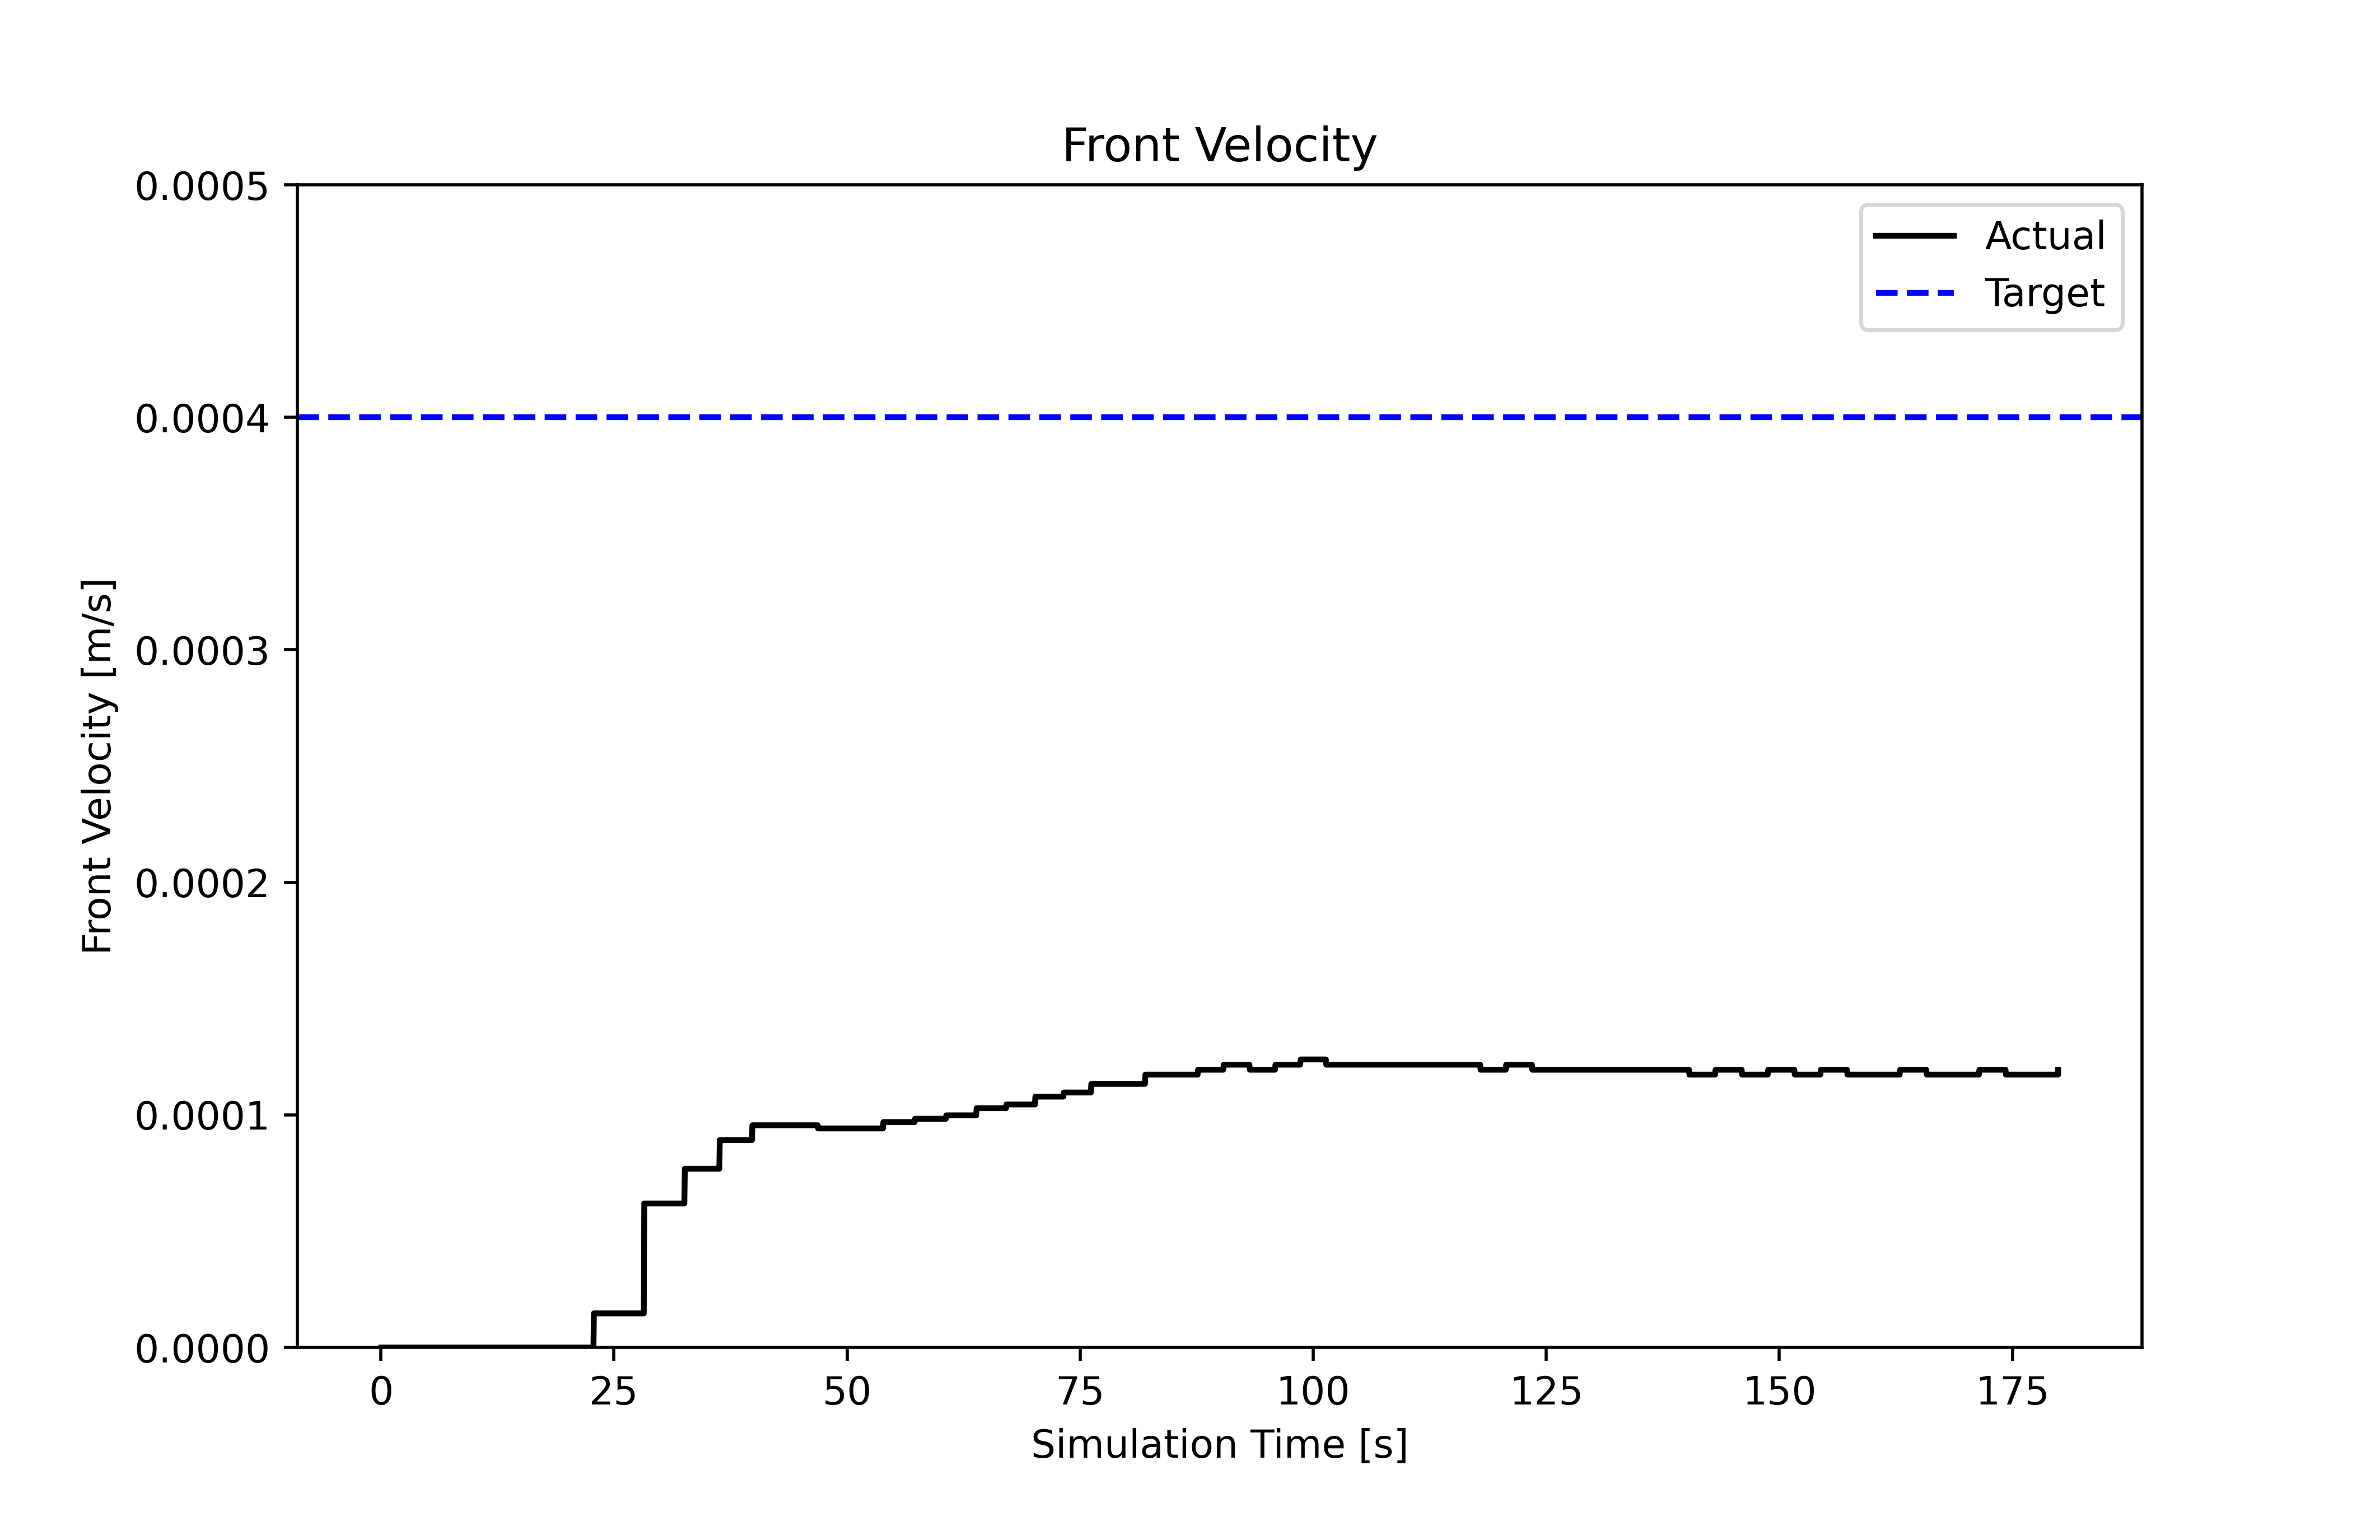 Front Velocity
Actual
Target
0.0005
0.0004
0.0003
0.0002
0.0001
0.0000
Front Velocity [m/s]
0 25 50 75 100 125 150 175
Simulation Time [s]